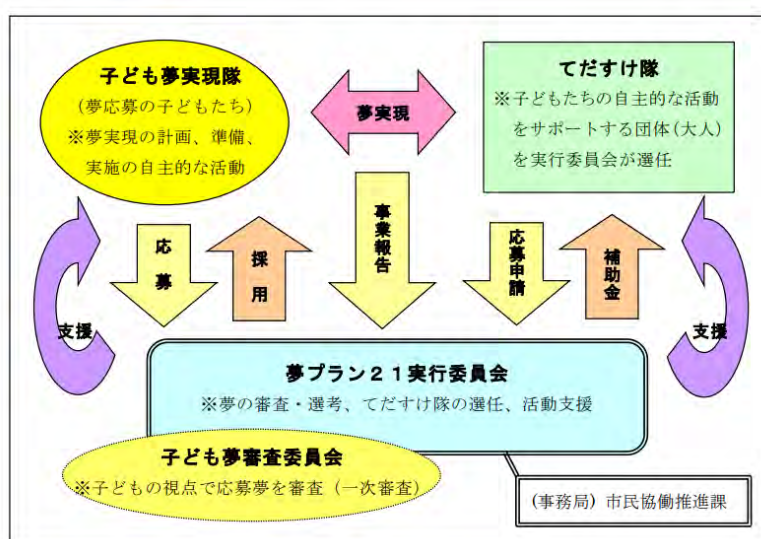 子ども夢実現隊
(夢応募の子どもたち)
※夢実現の計画、準備、
実施の自主的な活動
夢実現
てだすけ隊
※子どもたちの自主的な活動
をサポートする団体(大人)
を実行委員会が選任
支援
応募
採用
事業報告
応募申請
補助金
支援
夢プラン21実行委員会
※夢の審査・選考、てだすけ隊の選任、活動支援
子ども夢審査委員会
※子どもの視点で応募夢を審査(一次審査)
(事務局)市民協働推進課